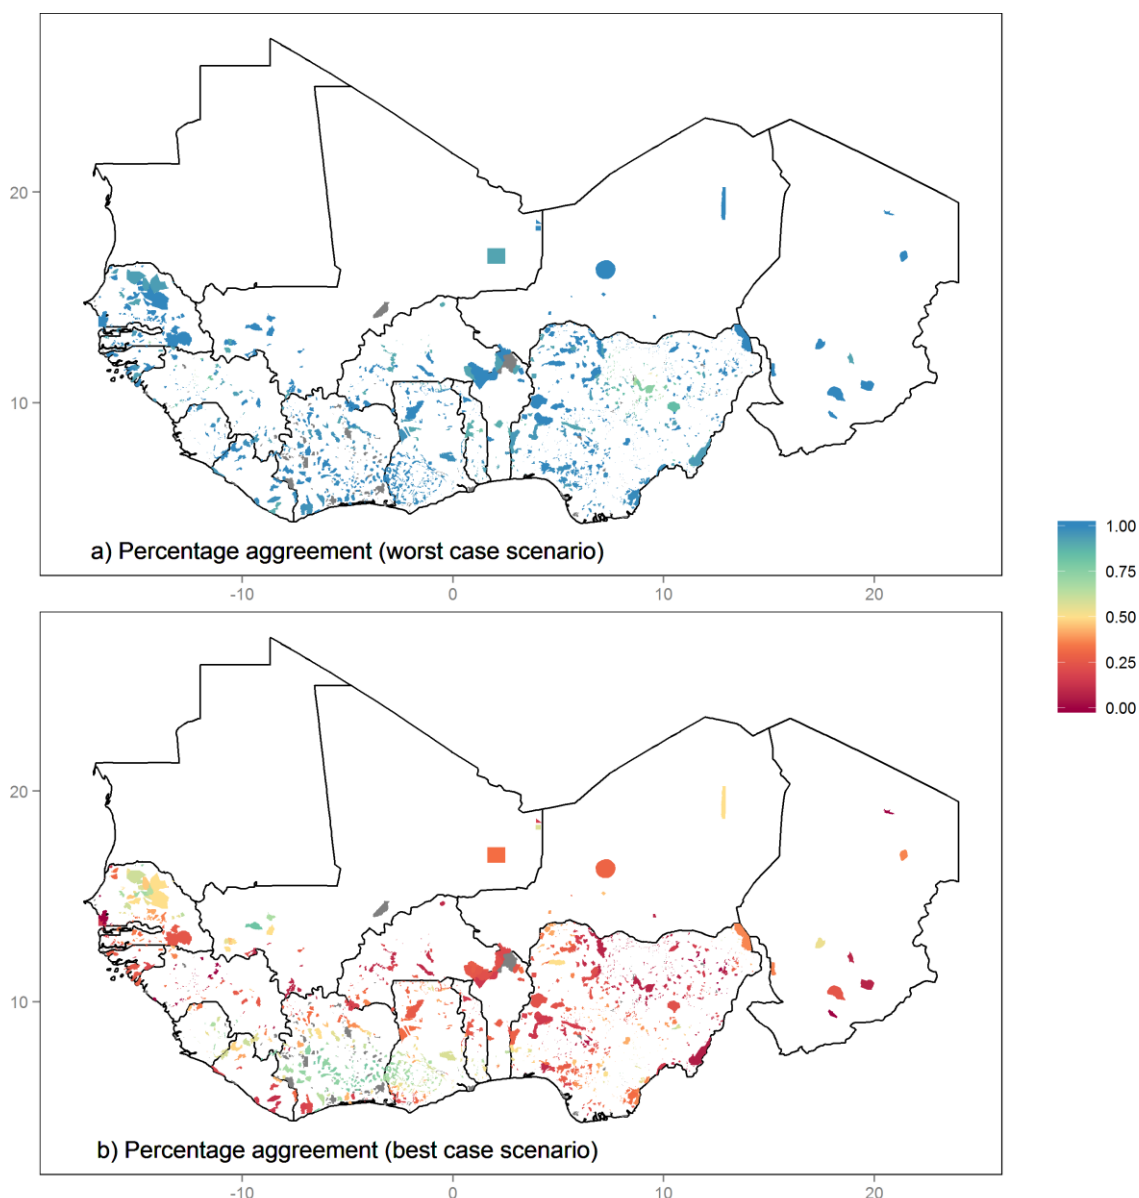 20
10
a) Percentage aggreement (worst case scenario)
-10 0 10 20
1.00
0.75
0.50
0.25
0.00
20
10
b) Percentage aggreement (best case scenario)
-10 0 10 20